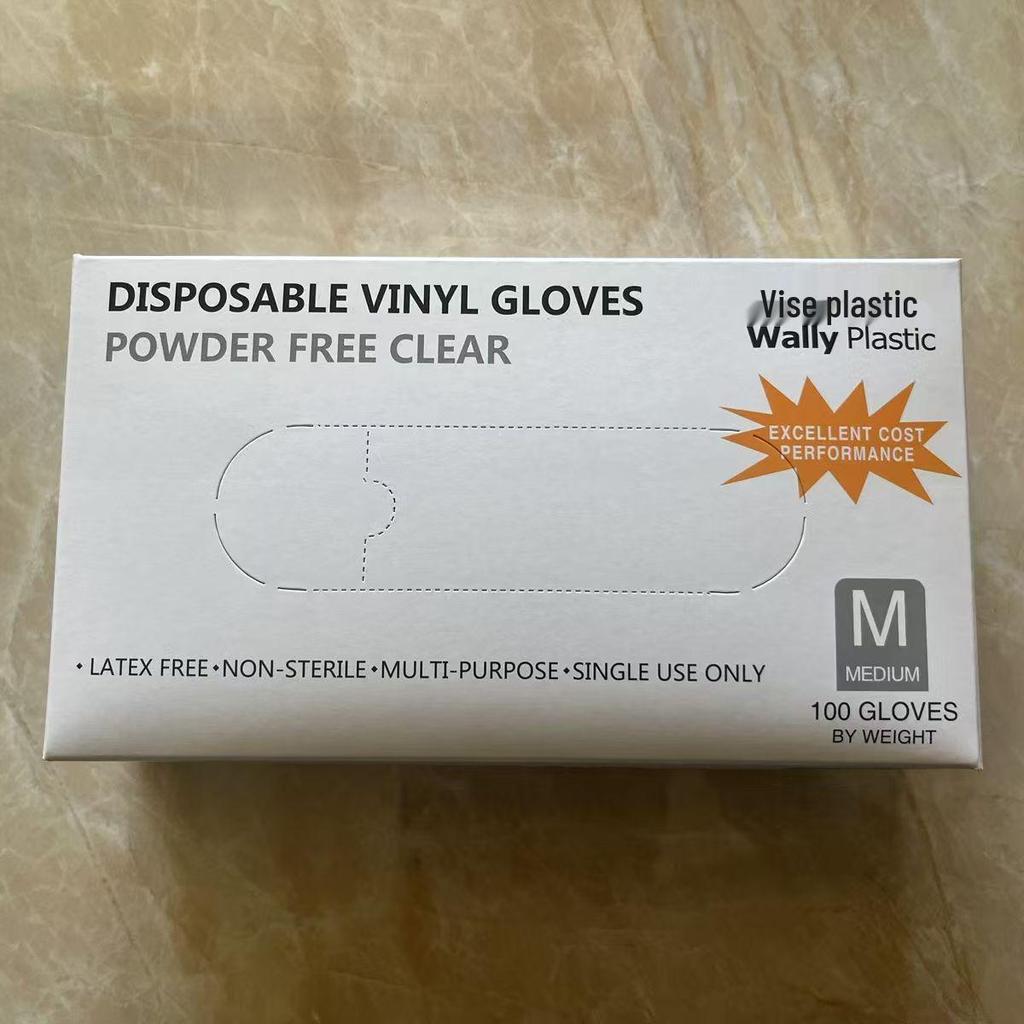 DISPOSABLE VINYL GLOVES
POWDER FREE CLEAR
Vise plastic
Wally Plastic
EXCELLENT COST
PERFORMANCE
• LATEX FREE • NON-STERILE • MULTI-PURPOSE • SINGLE USE ONLY
M
MEDIUM
100 GLOVES
BY WEIGHT